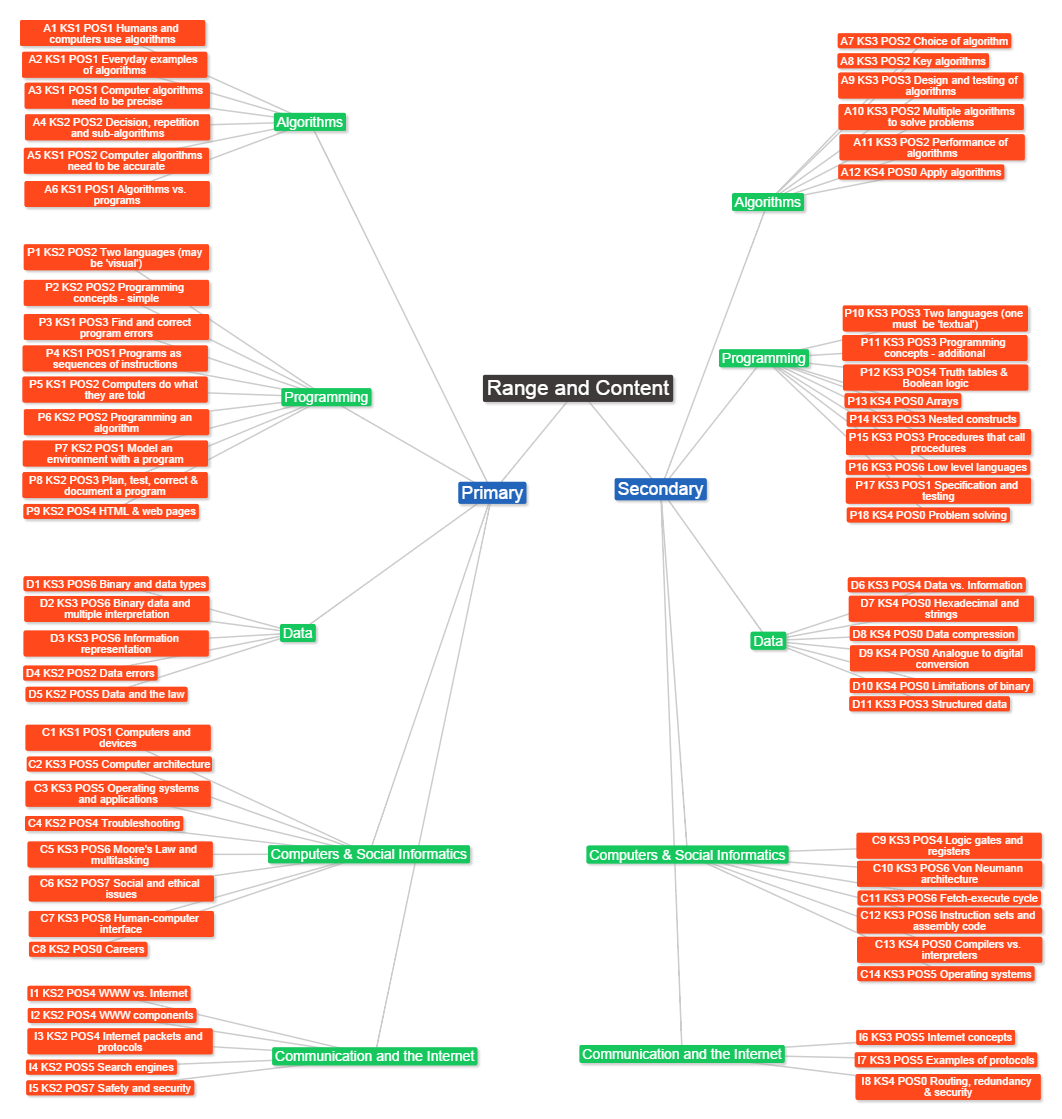 Range and Content
Primary
Algorithms
A1 KS1 POS1 Humans and
computers use algorithms
A2 KS1 POS1 Everyday examples
of algorithms
A3 KS1 POS1 Computer algorithms
need to be precise
A4 KS2 POS2 Decision, repetition
and sub-algorithms
A5 KS1 POS2 Computer algorithms
need to be accurate
A6 KS1 POS1 Algorithms vs.
programs
Programming
P1 KS2 POS2 Two languages (may
be 'visual')
P2 KS2 POS2 Programming
concepts - simple
P3 KS1 POS3 Find and correct
program errors
P4 KS1 POS1 Programs as
sequences of instructions
P5 KS1 POS2 Computers do what
they are told
P6 KS2 POS2 Programming an
algorithm
P7 KS2 POS1 Model an
environment with a program
P8 KS2 POS3 Plan, test, correct &
document a program
P9 KS2 POS4 HTML & web pages
Data
D1 KS3 POS6 Binary and data types
D2 KS3 POS6 Binary data and
multiple interpretation
D3 KS3 POS6 Information
representation
D4 KS2 POS2 Data errors
D5 KS2 POS5 Data and the law
Computers & Social Informatics
C1 KS1 POS1 Computers and
devices
C2 KS3 POS5 Computer architecture
C3 KS3 POS5 Operating systems
and applications
C4 KS2 POS4 Troubleshooting
C5 KS3 POS6 Moore's Law and
multitasking
C6 KS2 POS7 Social and ethical
issues
C7 KS3 POS8 Human-computer
interface
C8 KS2 POS0 Careers
Communication and the Internet
I1 KS2 POS4 WWW vs. Internet
I2 KS2 POS4 WWW components
I3 KS2 POS4 Internet packets and
protocols
I4 KS2 POS5 Search engines
I5 KS2 POS7 Safety and security
Secondary
Algorithms
A7 KS3 POS2 Choice of algorithm
A8 KS3 POS2 Key algorithms
A9 KS3 POS3 Design and testing of
algorithms
A10 KS3 POS2 Multiple algorithms
to solve problems
A11 KS3 POS2 Performance of
algorithms
A12 KS4 POS0 Apply algorithms
Programming
P10 KS3 POS3 Two languages (one
must be 'textual')
P11 KS3 POS3 Programming
concepts - additional
P12 KS3 POS4 Truth tables &
Boolean logic
P13 KS4 POS0 Arrays
P14 KS3 POS3 Nested constructs
P15 KS3 POS3 Procedures that call
procedures
P16 KS3 POS6 Low level languages
P17 KS3 POS1 Specification and
testing
P18 KS4 POS0 Problem solving
Data
D6 KS3 POS4 Data vs. Information
D7 KS4 POS0 Hexadecimal and
strings
D8 KS4 POS0 Data compression
D9 KS4 POS0 Analogue to digital
conversion
D10 KS4 POS0 Limitations of binary
D11 KS3 POS3 Structured data
Computers & Social Informatics
C9 KS3 POS4 Logic gates and
registers
C10 KS3 POS6 Von Neumann
architecture
C11 KS3 POS6 Fetch-execute cycle
C12 KS3 POS6 Instruction sets and
assembly code
C13 KS4 POS0 Compilers vs.
interpreters
C14 KS3 POS5 Operating systems
Communication and the Internet
I6 KS3 POS5 Internet concepts
I7 KS3 POS5 Examples of protocols
I8 KS4 POS0 Routing, redundancy
& security